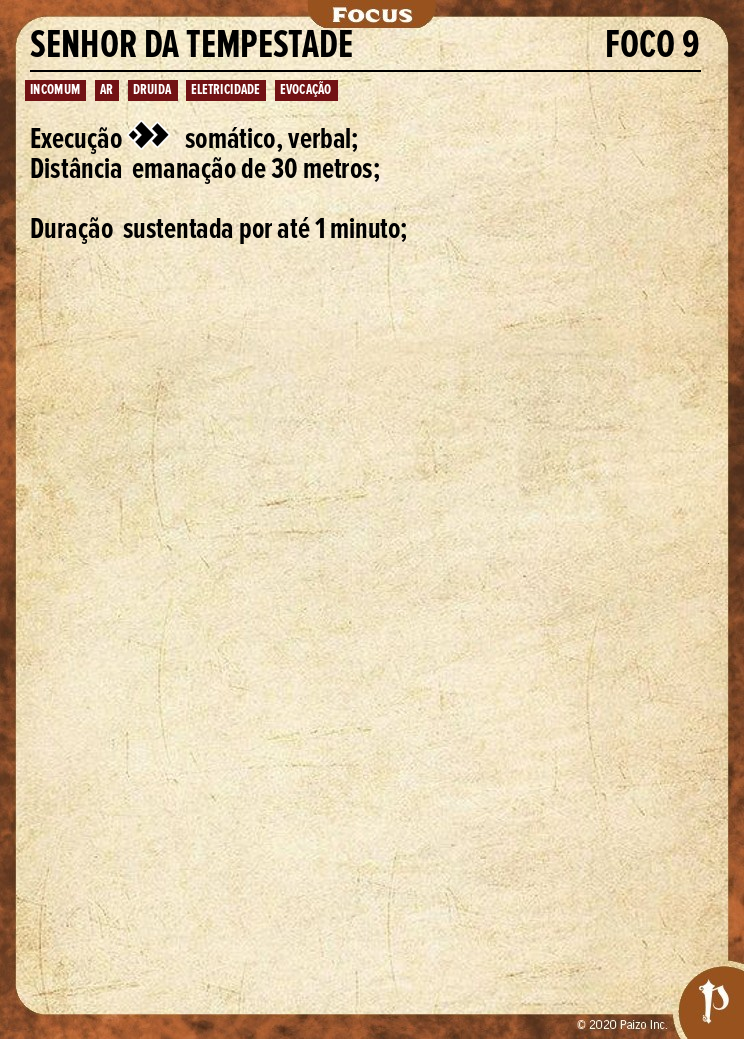 Focus
SENHOR DA TEMPESTADE FOCO 9
INCOMUM AR DRUIDA ELETRICIDADE EVOCAÇÃO
Execução somático, verbal;
Distância emanação de 30 metros;
Duração sustentada por até 1 minuto;
© 2020 Paizo Inc.